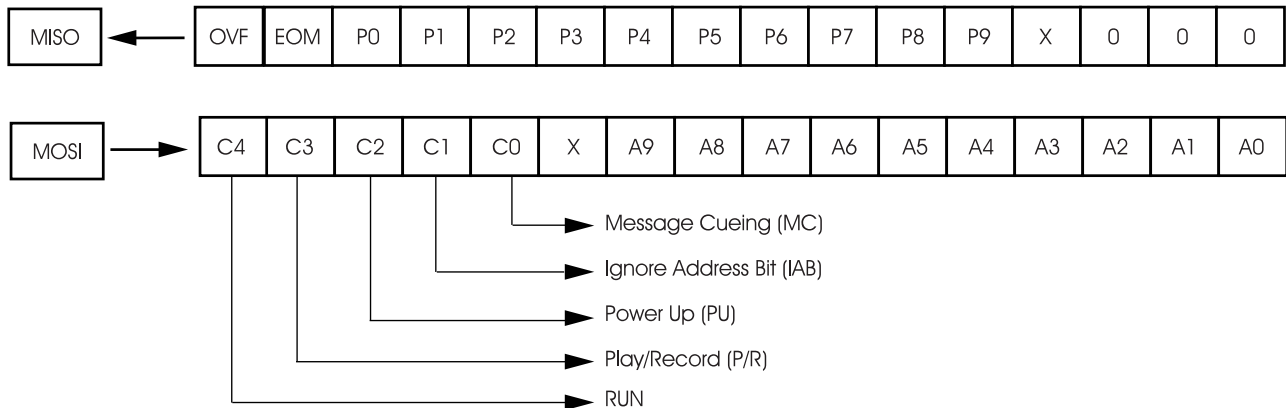 MISO OVF EOM P0 P1 P2 P3 P4 P5 P6 P7 P8 P9 X 0 0 0
MOSI C4 C3 C2 C1 C0 X A9 A8 A7 A6 A5 A4 A3 A2 A1 A0
Message Cueing (MC)
Ignore Address Bit (IAB)
Power Up (PU)
Play/Record (P/R)
RUN